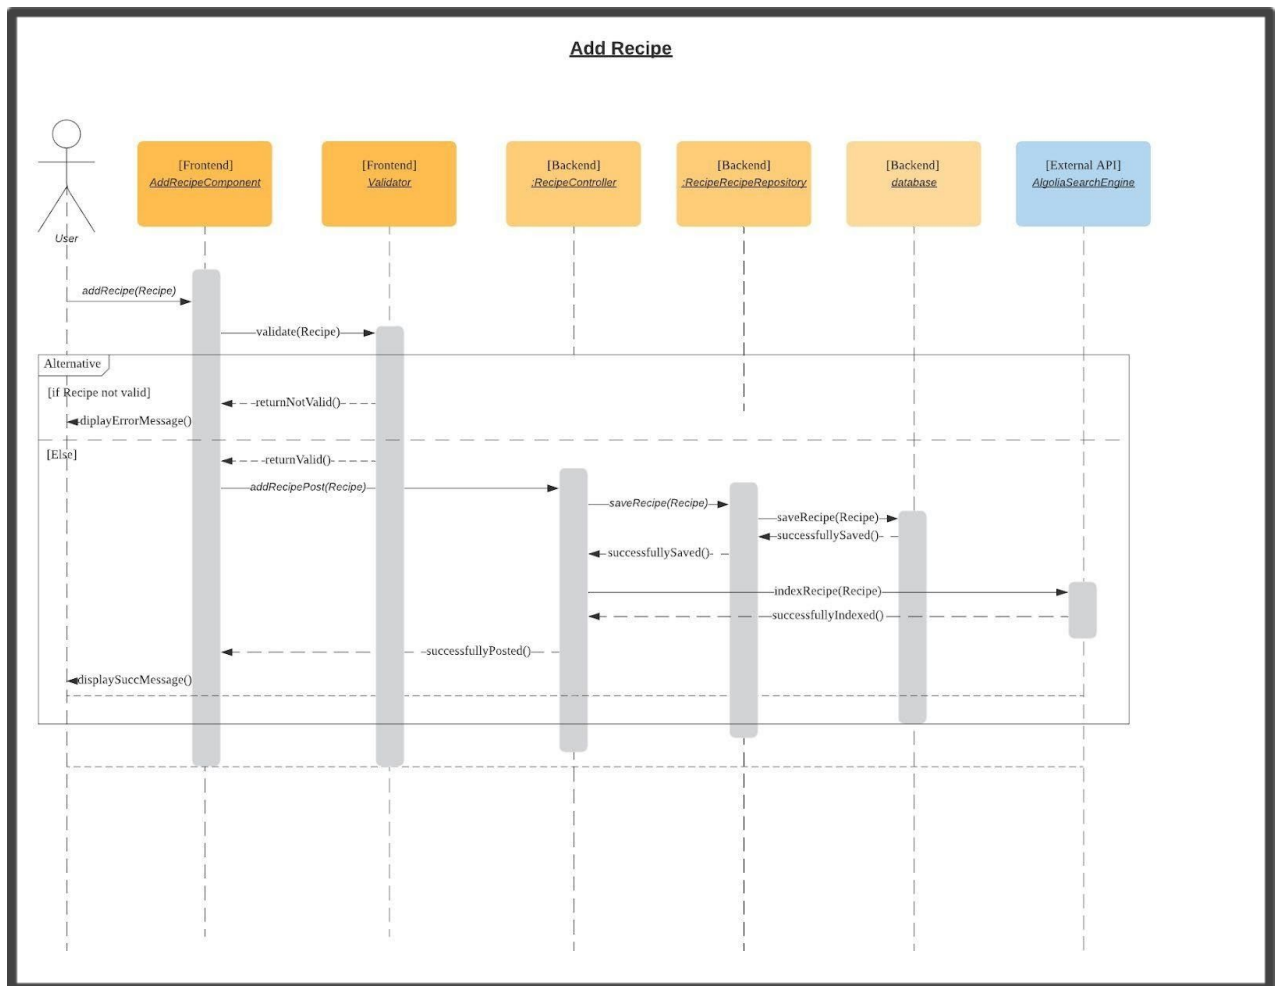 Add Recipe
[Frontend]
AddRecipeComponent
[Frontend]
Validator
[Backend]
:RecipeController
[Backend]
:RecipeRecipeRepository
[Backend]
database
[External API]
AlgoliaSearchEngine
User
addRecipe(Recipe)
validate(Recipe)
Alternative
[if Recipe not valid]
returnNotValid()
diplayErrorMessage()
[Else]
returnValid()
addRecipePost(Recipe)
saveRecipe(Recipe)
saveRecipe(Recipe)
successfullySaved()
successfullySaved()
indexRecipe(Recipe)
successfullyIndexed()
successfullyPosted()
displaySuccMessage()